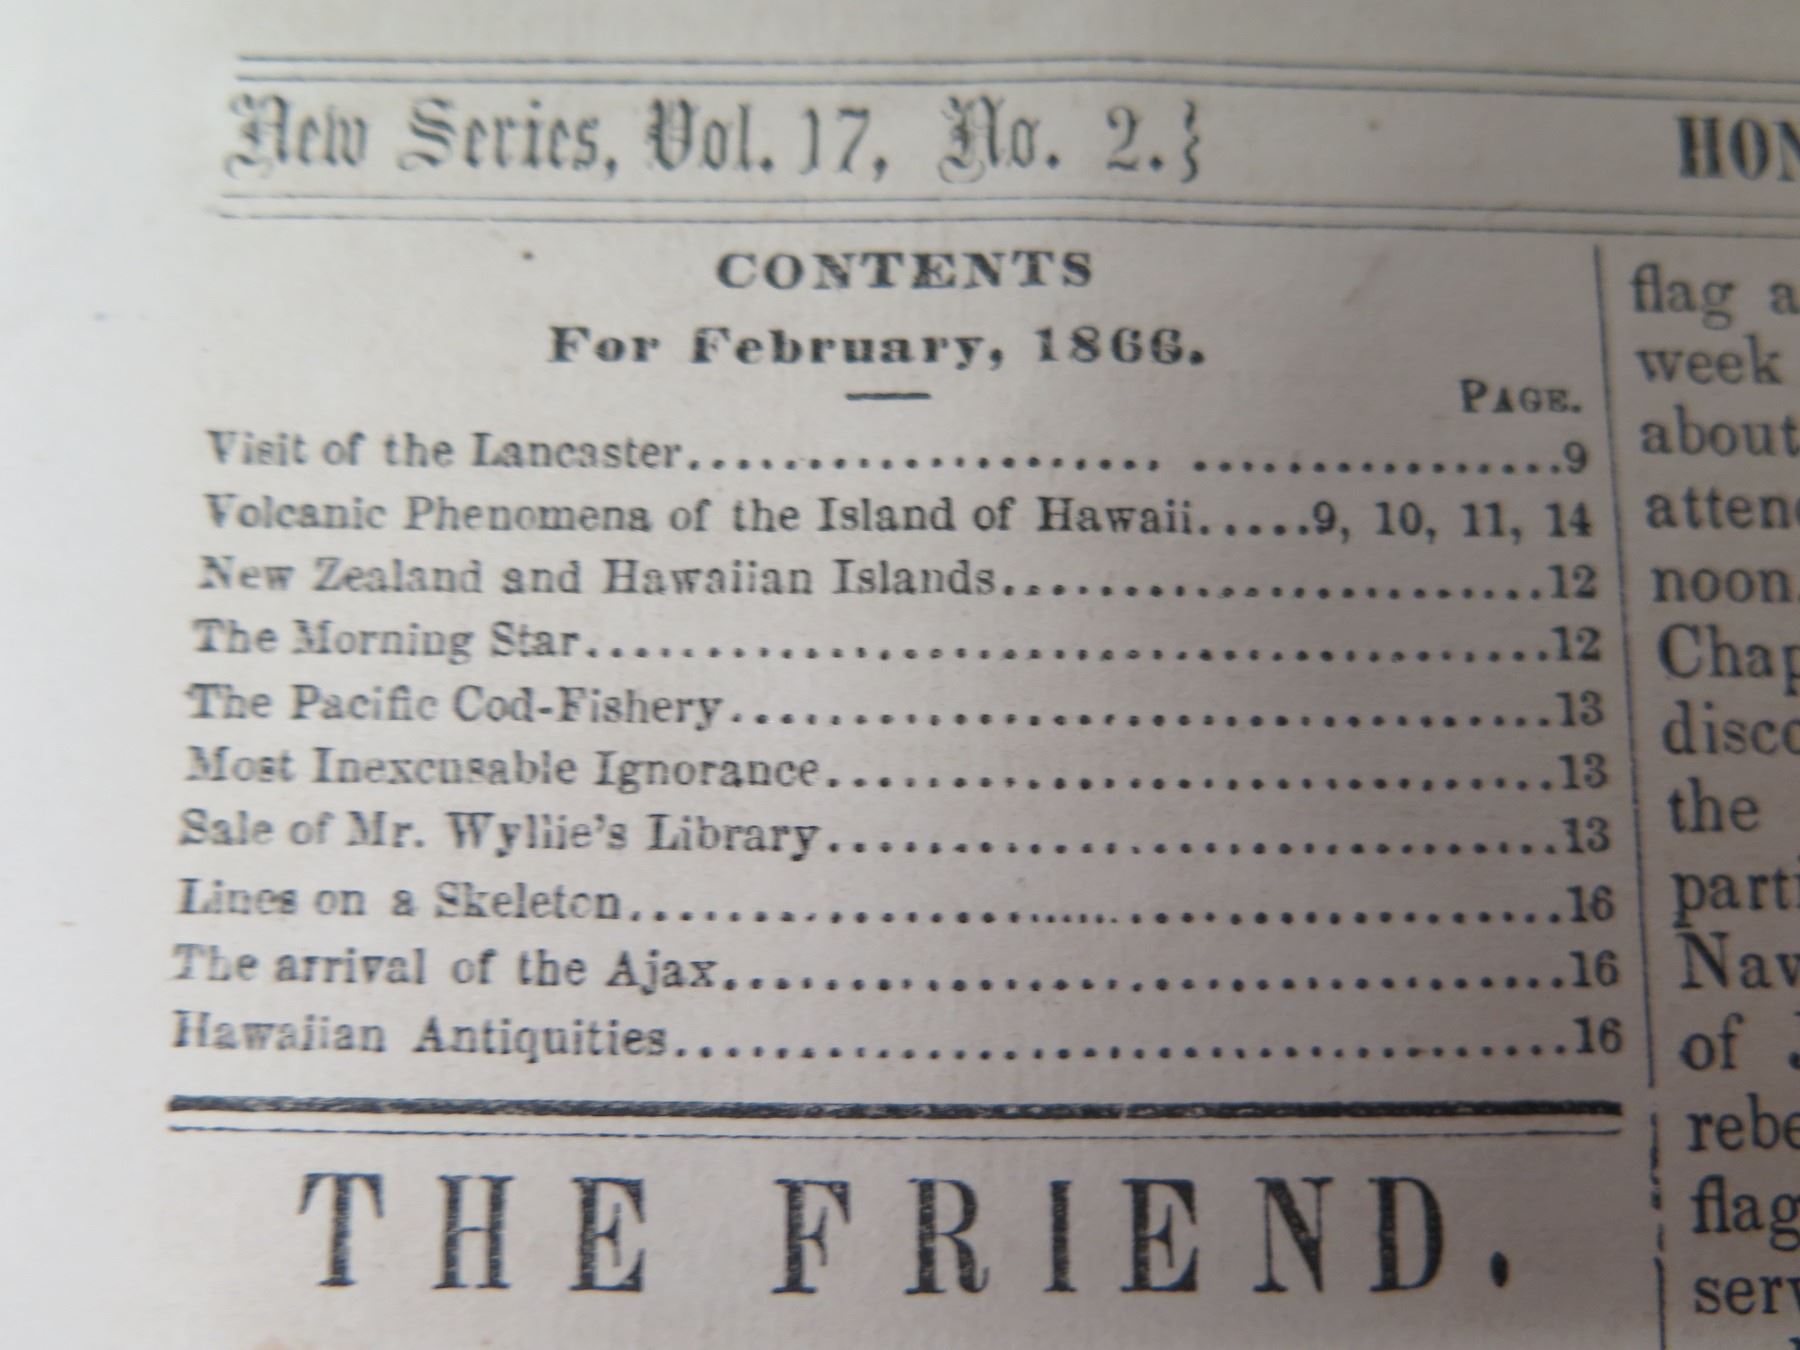 New Series, Vol. 17, No. 2.}
HON
CONTENTS
For February, 1866.
PAGE.
Visit of the Lancaster..................... ................9
Volcanic Phenomena of the Island of Hawaii.....9, 10, 11, 14
New Zealand and Hawaiian Islands...........................12
The Morning Star...........................................12
The Pacific Cod-Fishery....................................13
Most Inexcusable Ignorance................................13
Sale of Mr. Wyllie's Library...............................13
Lines on a Skeleton........................................16
The arrival of the Ajax....................................16
Hawaiian Antiquities.......................................16
THE FRIEND.
flag a
week
about
atten
noon.
Chap
disco
the
parti
Nav
of J
rebe
flag
serv